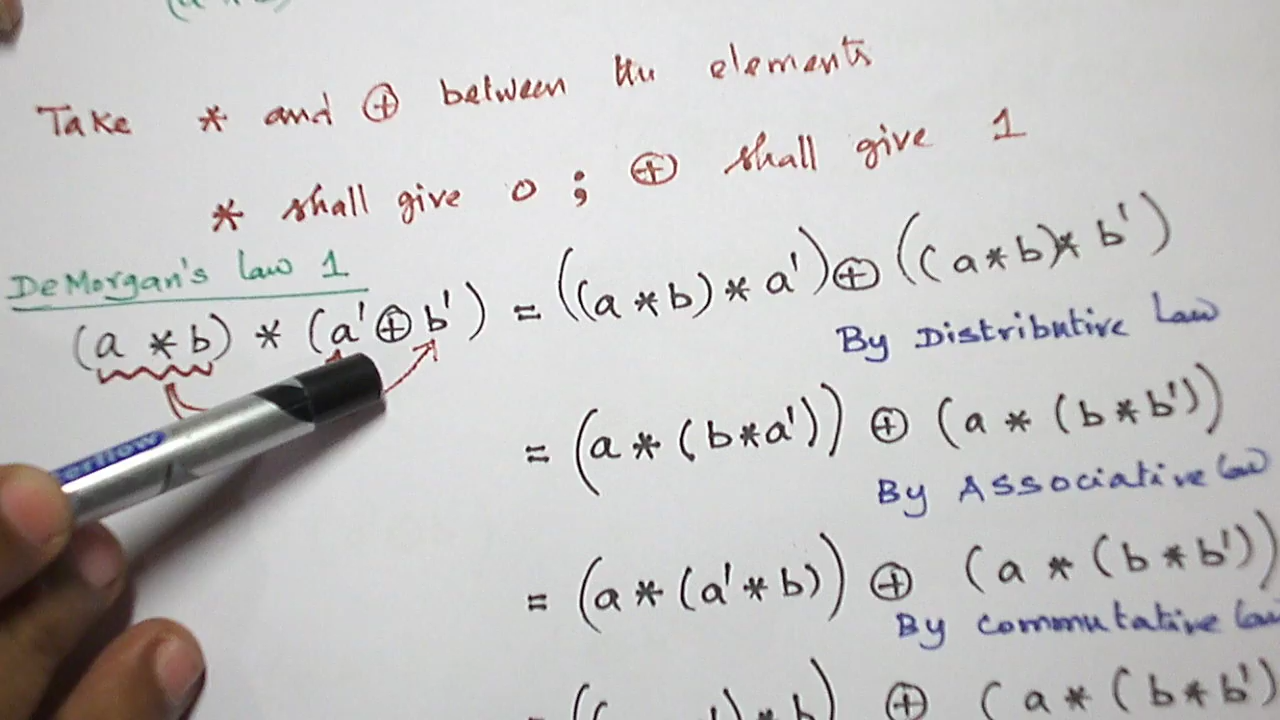 Take * and ⊕ between the elements
* shall give 0 ; ⊕ shall give 1
DeMorgan's law 1
(a * b) * (a' ⊕ b') = ((a * b) * a') ⊕ ((a * b) * b')
By Distributive Law
= (a * (b * a')) ⊕ (a * (b * b'))
By Associative law
= (a * (a' * b)) ⊕ (a * (b * b'))
By commutative law
= ⊕ (a * (b * b')